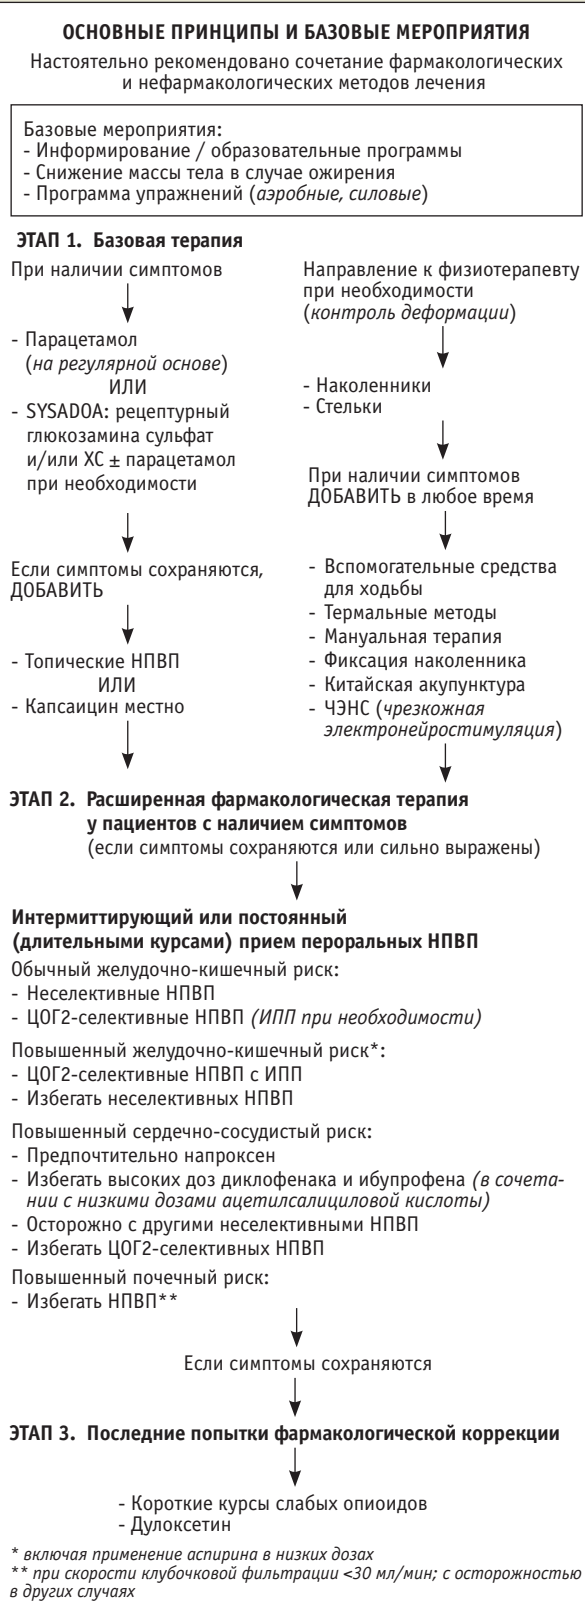 ОСНОВНЫЕ ПРИНЦИПЫ И БАЗОВЫЕ МЕРОПРИЯТИЯ
Настоятельно рекомендовано сочетание фармакологических
и нефармакологических методов лечения
Базовые мероприятия:
- Информирование / образовательные программы
- Снижение массы тела в случае ожирения
- Программа упражнений (аэробные, силовые)
ЭТАП 1. Базовая терапия
При наличии симптомов
- Парацетамол
(на регулярной основе)
ИЛИ
- SYSADOA: рецептурный
глюкозамина сульфат
и/или ХС ± парацетамол
при необходимости
Если симптомы сохраняются,
ДОБАВИТЬ
- Топические НПВП
ИЛИ
- Капсаицин местно
Направление к физиотерапевту
при необходимости
(контроль деформации)
- Наколенники
- Стельки
При наличии симптомов
ДОБАВИТЬ в любое время
- Вспомогательные средства
для ходьбы
- Термальные методы
- Мануальная терапия
- Фиксация наколенника
- Китайская акупунктура
- ЧЭНС (чрезкожная
электронейростимуляция)
ЭТАП 2. Расширенная фармакологическая терапия
у пациентов с наличием симптомов
(если симптомы сохраняются или сильно выражены)
Интермиттирующий или постоянный
(длительными курсами) прием пероральных НПВП
Обычный желудочно-кишечный риск:
- Неселективные НПВП
- ЦОГ2-селективные НПВП (ИПП при необходимости)
Повышенный желудочно-кишечный риск*:
- ЦОГ2-селективные НПВП с ИПП
- Избегать неселективных НПВП
Повышенный сердечно-сосудистый риск:
- Предпочтительно напроксен
- Избегать высоких доз диклофенака и ибупрофена (в сочета-
нии с низкими дозами ацетилсалициловой кислоты)
- Осторожно с другими неселективными НПВП
- Избегать ЦОГ2-селективных НПВП
Повышенный почечный риск:
- Избегать НПВП**
Если симптомы сохраняются
ЭТАП 3. Последние попытки фармакологической коррекции
- Короткие курсы слабых опиоидов
- Дулоксетин
* включая применение аспирина в низких дозах
** при скорости клубочковой фильтрации <30 мл/мин; с осторожностью
в других случаях